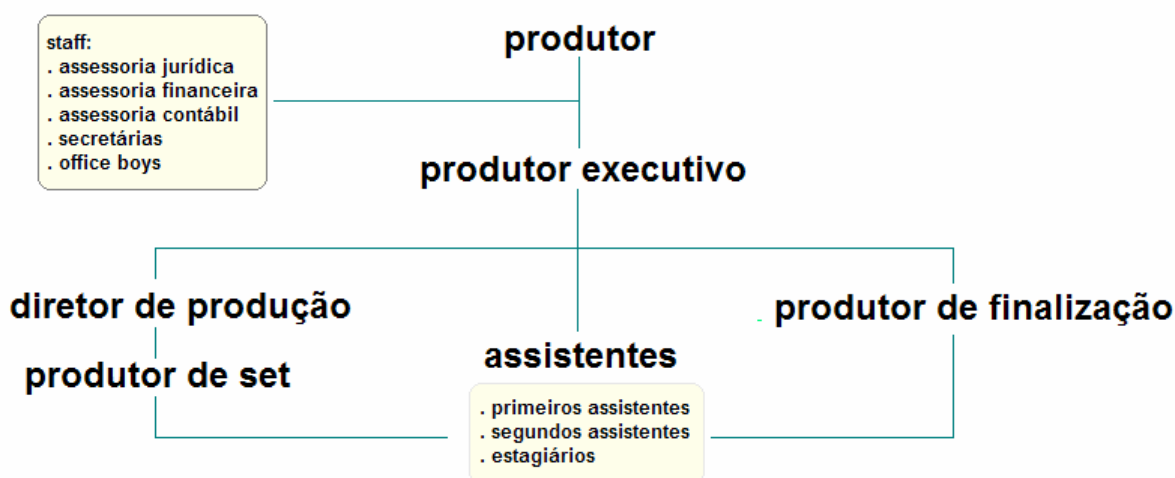 staff:
. assessoria jurídica
. assessoria financeira
. assessoria contábil
. secretárias
. office boys
produtor
produtor executivo
diretor de produção
produtor de set
assistentes
. primeiros assistentes
. segundos assistentes
. estagiários
produtor de finalização